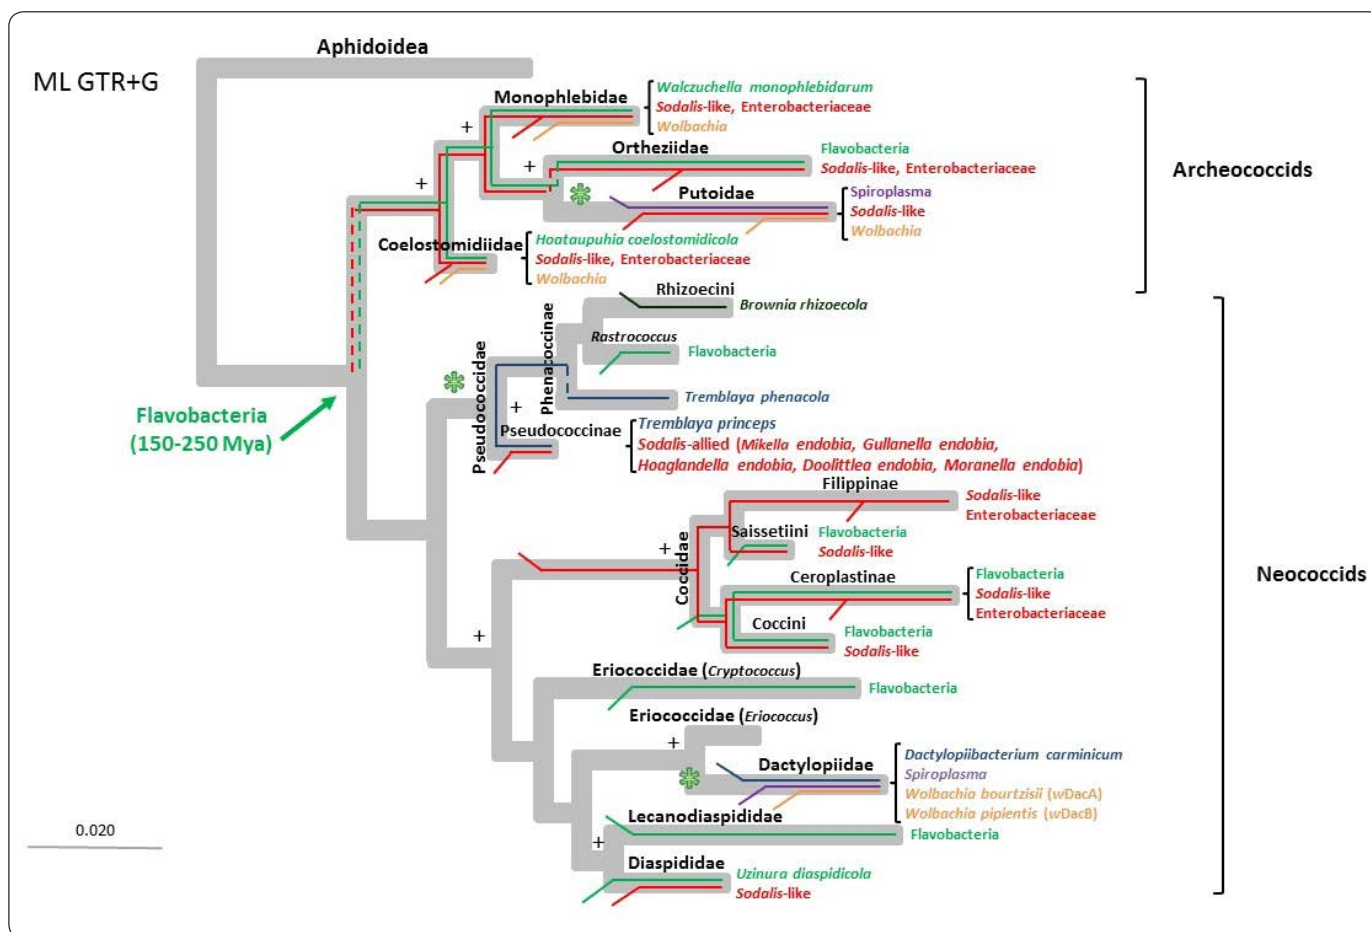 Aphidoidea
ML GTR+G
Monophlebidae
Walczuchella monophlebidarum
Sodalis-like, Enterobacteriaceae
Wolbachia
+
Ortheziidae
Flavobacteria
Sodalis-like, Enterobacteriaceae
+
Archeococcids
+
Putoidae
Spiroplasma
Sodalis-like
Wolbachia
Coelostomidiidae
Hoataupuhia coelostomidicola
Sodalis-like, Enterobacteriaceae
Wolbachia
Rhizoecini
Brownia rhizoecola
Phenacoccinae
Rastrococcus
Flavobacteria
Pseudococcidae
Tremblaya phenacola
+
Flavobacteria
(150-250 Mya)
Pseudococcinae
Tremblaya princeps
Sodalis-allied (Mikella endobia, Gullanella endobia,
Hoaglandella endobia, Doolittlea endobia, Moranella endobia)
Filippinae
Sodalis-like
Enterobacteriaceae
Saissetiini
Flavobacteria
Sodalis-like
+
Coccidae
Neococcids
Ceroplastinae
Flavobacteria
Sodalis-like
Enterobacteriaceae
Coccini
Flavobacteria
Sodalis-like
+
Eriococcidae (Cryptococcus)
Flavobacteria
Eriococcidae (Eriococcus)
+
Dactylopiidae
Dactylopiibacterium carminicum
Spiroplasma
Wolbachia bourtzisii (wDacA)
Wolbachia pipientis (wDacB)
Lecanodiaspididae
Flavobacteria
+
0.020
Diaspididae
Uzinura diaspidicola
Sodalis-like